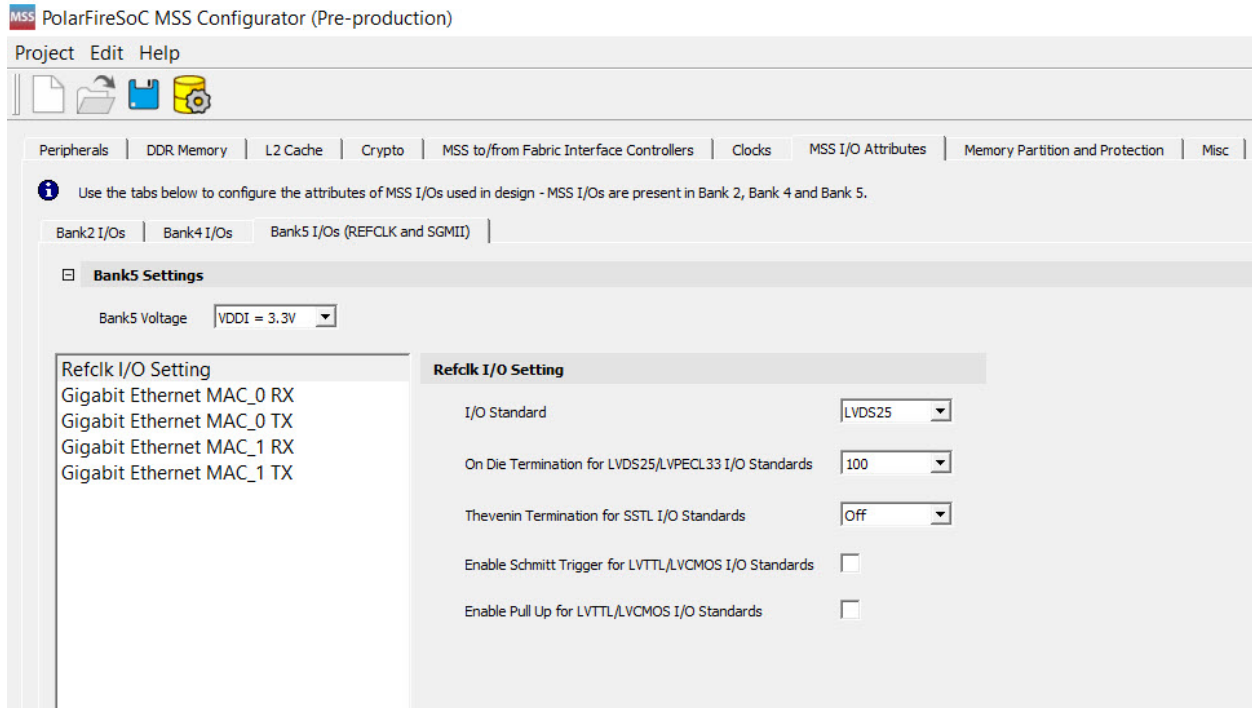 MSS PolarFireSoC MSS Configurator (Pre-production)
Project Edit Help
Peripherals DDR Memory L2 Cache Crypto MSS to/from Fabric Interface Controllers Clocks MSS I/O Attributes Memory Partition and Protection Misc
Use the tabs below to configure the attributes of MSS I/Os used in design - MSS I/Os are present in Bank 2, Bank 4 and Bank 5.
Bank2 I/Os Bank4 I/Os Bank5 I/Os (REFCLK and SGMII)
Bank5 Settings
Bank5 Voltage VDDI = 3.3V
Refclk I/O Setting
Gigabit Ethernet MAC_0 RX
Gigabit Ethernet MAC_0 TX
Gigabit Ethernet MAC_1 RX
Gigabit Ethernet MAC_1 TX
Refclk I/O Setting
I/O Standard LVDS25
On Die Termination for LVDS25/LVPECL33 I/O Standards 100
Thevenin Termination for SSTL I/O Standards Off
Enable Schmitt Trigger for LVTTL/LVCMOS I/O Standards
Enable Pull Up for LVTTL/LVCMOS I/O Standards